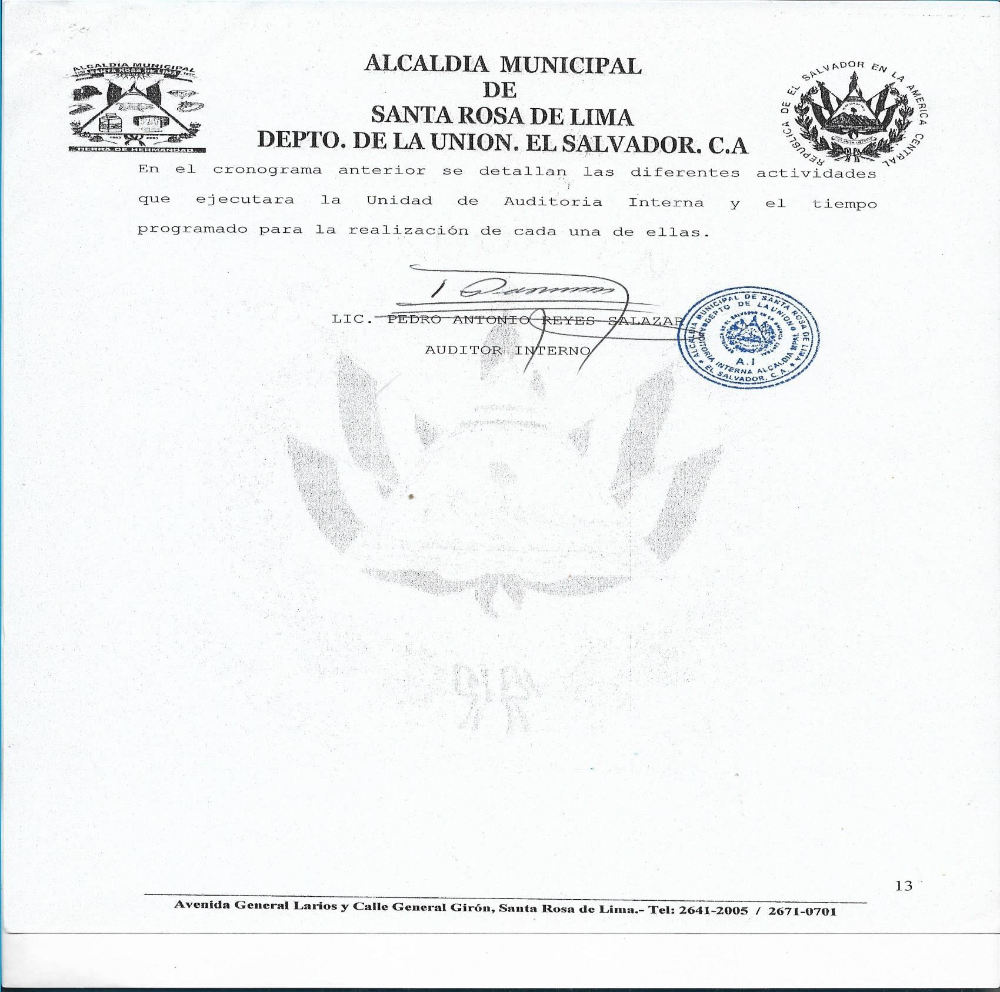 ALCALDIA MUNICIPAL
DE
SANTA ROSA DE LIMA
DEPTO. DE LA UNION. EL SALVADOR. C.A
ALCALDIA MUNICIPAL
SANTA ROSA DE LIMA
TIERRA DE HERMANDAD
REPUBLICA DE EL SALVADOR EN LA AMERICA CENTRAL
En el cronograma anterior se detallan las diferentes actividades
que ejecutara la Unidad de Auditoria Interna y el tiempo
programado para la realización de cada una de ellas.
LIC. PEDRO ANTONIO REYES SALAZAR
AUDITOR INTERNO
ALCALDIA MUNICIPAL DE SANTA ROSA DE LIMA
DEPTO DE LA UNION
AUDITORIA INTERNA ALCALDIA MPAL
A.I
EL SALVADOR. C. A.
13
Avenida General Larios y Calle General Girón, Santa Rosa de Lima.- Tel: 2641-2005 / 2671-0701